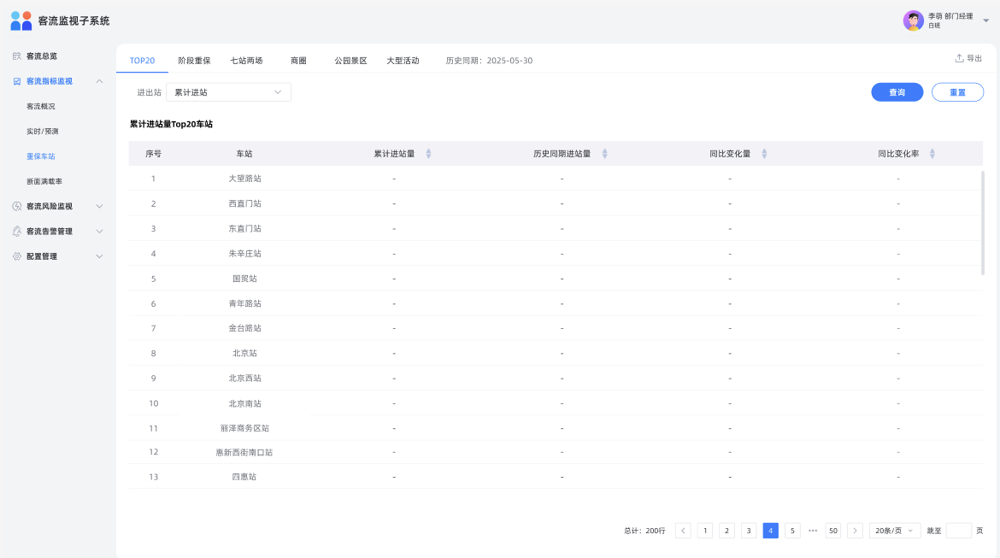 客流监视子系统
李萌 部门经理
白班
客流总览
客流指标监视
客流概况
实时/预测
重保车站
断面满载率
客流风险监视
客流告警管理
配置管理
TOP20 阶段重保 七站两场 商圈 公园景区 大型活动 历史同期：2025-05-30 导出
进出站 累计进站 查询 重置
累计进站量Top20车站
序号 车站 累计进站量 历史同期进站量 同比变化量 同比变化率
1 大望路站 - - - -
2 西直门站 - - - -
3 东直门站 - - - -
4 朱辛庄站 - - - -
5 国贸站 - - - -
6 青年路站 - - - -
7 金台路站 - - - -
8 北京站 - - - -
9 北京西站 - - - -
10 北京南站 - - - -
11 丽泽商务区站 - - - -
12 惠新西街南口站 - - - -
13 四惠站 - - - -
总计：200行 1 2 3 4 5 ••• 50 20条/页 跳至 页